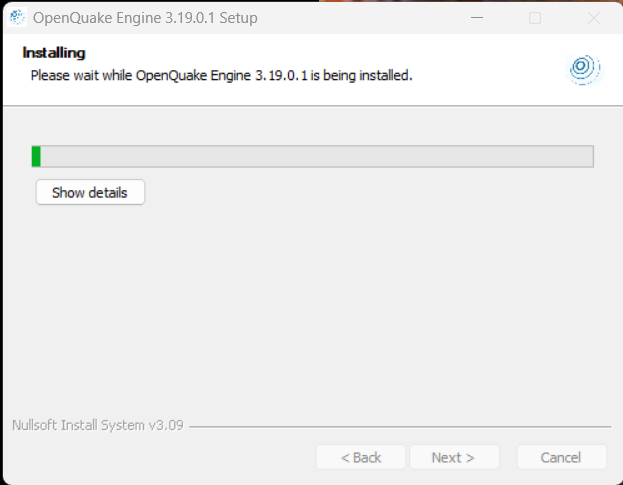 OpenQuake Engine 3.19.0.1 Setup
Installing
Please wait while OpenQuake Engine 3.19.0.1 is being installed.
Show details
Nullsoft Install System v3.09
< Back
Next >
Cancel